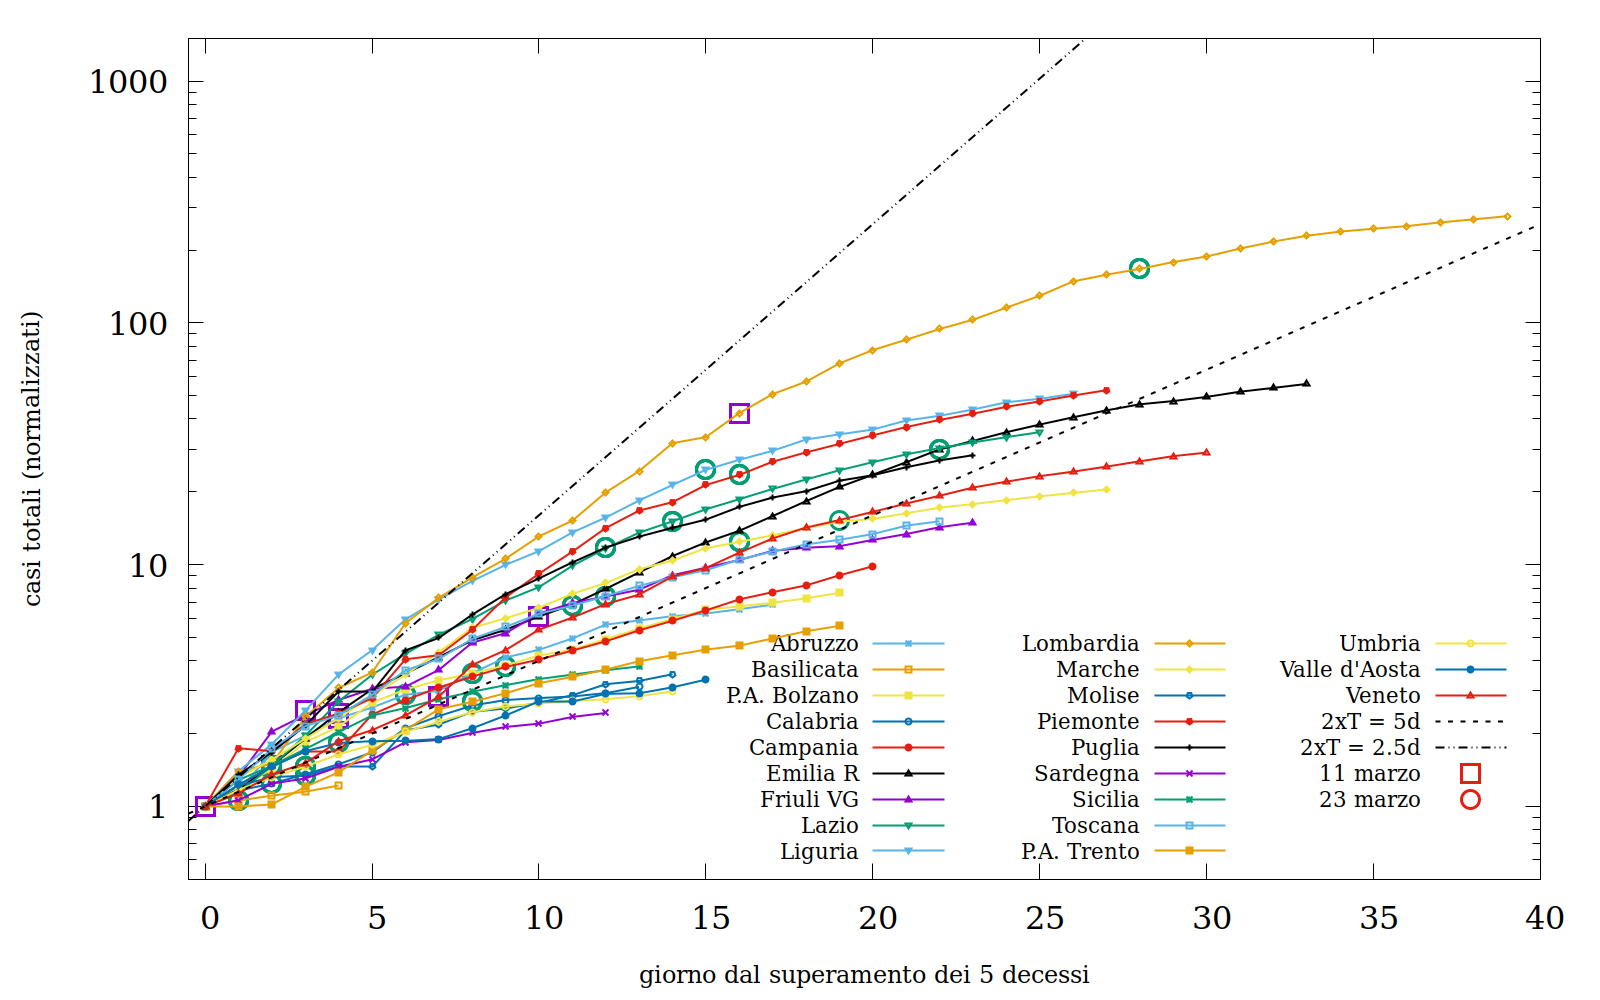 1000
100
10
1
casi totali (normalizzati)
0 5 10 15 20 25 30 35 40
giorno dal superamento dei 5 decessi
Abruzzo
Basilicata
P.A. Bolzano
Calabria
Campania
Emilia R
Friuli VG
Lazio
Liguria
Lombardia
Marche
Molise
Piemonte
Puglia
Sardegna
Sicilia
Toscana
P.A. Trento
Umbria
Valle d'Aosta
Veneto
2xT = 5d
2xT = 2.5d
11 marzo
23 marzo